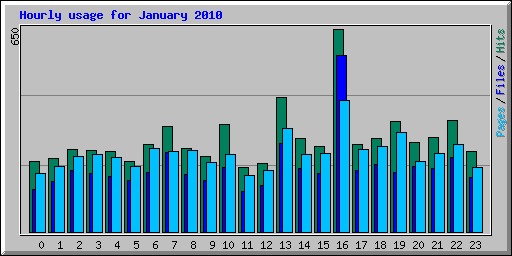 Hourly usage for January 2010
650
Pages / Files / Hits
0 1 2 3 4 5 6 7 8 9 10 11 12 13 14 15 16 17 18 19 20 21 22 23